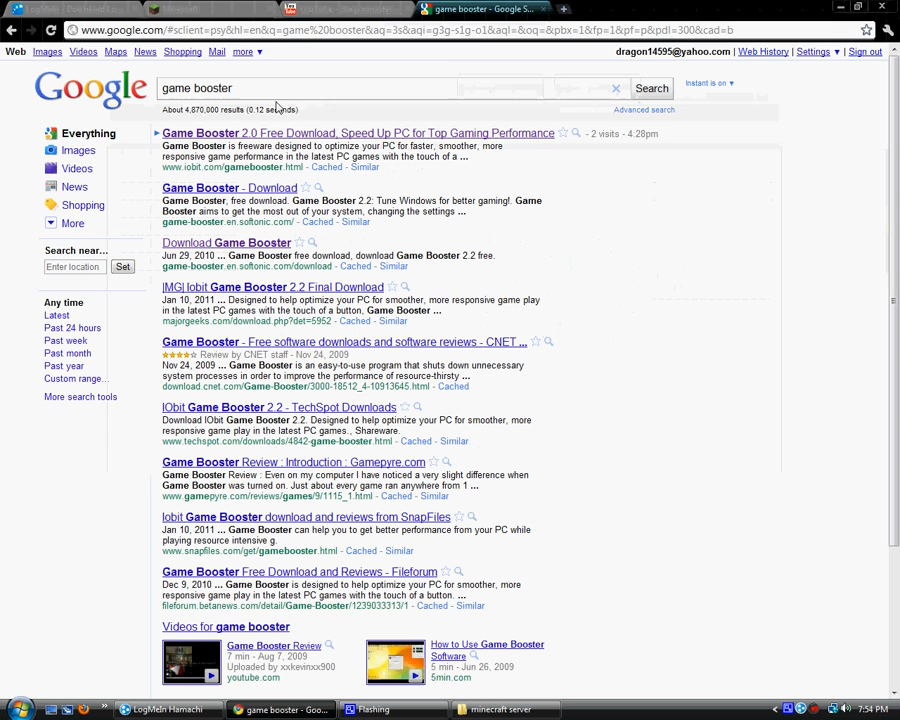 LogMeIn
Minecraft
game booster - Google S...
www.google.com/#sclient=psy&hl=en&q=game%20booster&aq=3s&aqi=g3g-s1g-o1&aql=&oq=&pbx=1&fp=1&pf=p&pdl=300&cad=b
Web Images Videos Maps News Shopping Mail more ▼
dragon14595@yahoo.com | Web History | Settings ▼ | Sign out
Google
game booster
Search
Instant is on ▼
About 4,870,000 results (0.12 seconds)
Advanced search
Everything
Images
Videos
News
Shopping
More
Search near...
Enter location Set
Any time
Latest
Past 24 hours
Past week
Past month
Past year
Custom range...
More search tools
Game Booster 2.0 Free Download, Speed Up PC for Top Gaming Performance - 2 visits - 4:28pm
Game Booster is freeware designed to optimize your PC for faster, smoother, more
responsive game performance in the latest PC games with the touch of a ...
www.iobit.com/gamebooster.html - Cached - Similar
Game Booster - Download
Game Booster, free download. Game Booster 2.2: Tune Windows for better gaming!. Game
Booster aims to get the most out of your system, changing the settings ...
game-booster.en.softonic.com/ - Cached - Similar
Download Game Booster
Jun 29, 2010 ... Game Booster free download, download Game Booster 2.2 free.
game-booster.en.softonic.com/download - Cached - Similar
|MG| Iobit Game Booster 2.2 Final Download
Jan 10, 2011 ... Designed to help optimize your PC for smoother, more responsive game play
in the latest PC games with the touch of a button, Game Booster ...
majorgeeks.com/download.php?det=5952 - Cached - Similar
Game Booster - Free software downloads and software reviews - CNET ...
Review by CNET staff - Nov 24, 2009
Nov 24, 2009 ... Game Booster is an easy-to-use program that shuts down unnecessary
system processes in order to improve the performance of resource-thirsty ...
download.cnet.com/Game-Booster/3000-18512_4-10913645.html - Cached
IObit Game Booster 2.2 - TechSpot Downloads
Download IObit Game Booster 2.2. Designed to help optimize your PC for smoother, more
responsive game play in the latest PC games., Shareware.
www.techspot.com/downloads/4842-game-booster.html - Cached - Similar
Game Booster Review : Introduction : Gamepyre.com
Game Booster Review : Even on my computer I have noticed a very slight difference when
Game Booster was turned on. Just about every game ran anywhere from 1 ...
www.gamepyre.com/reviews/games/9/1115_1.html - Cached - Similar
Iobit Game Booster download and reviews from SnapFiles
Jan 10, 2011 ... Game Booster can help you to get better performance from your PC while
playing resource intensive g.
www.snapfiles.com/get/gamebooster.html - Cached - Similar
Game Booster Free Download and Reviews - Fileforum
Dec 9, 2010 ... Game Booster is designed to help optimize your PC for smoother, more
responsive game play in the latest PC games with the touch of a button.
fileforum.betanews.com/detail/Game-Booster/1239033313/1 - Cached - Similar
Videos for game booster
Game Booster Review
7 min - Aug 7, 2009
Uploaded by xxkevinxx900
youtube.com
How to Use Game Booster
Software
5 min - Jun 26, 2009
5min.com
LogMeIn Hamachi
game booster - Goo...
Flashing
minecraft server
7:54 PM